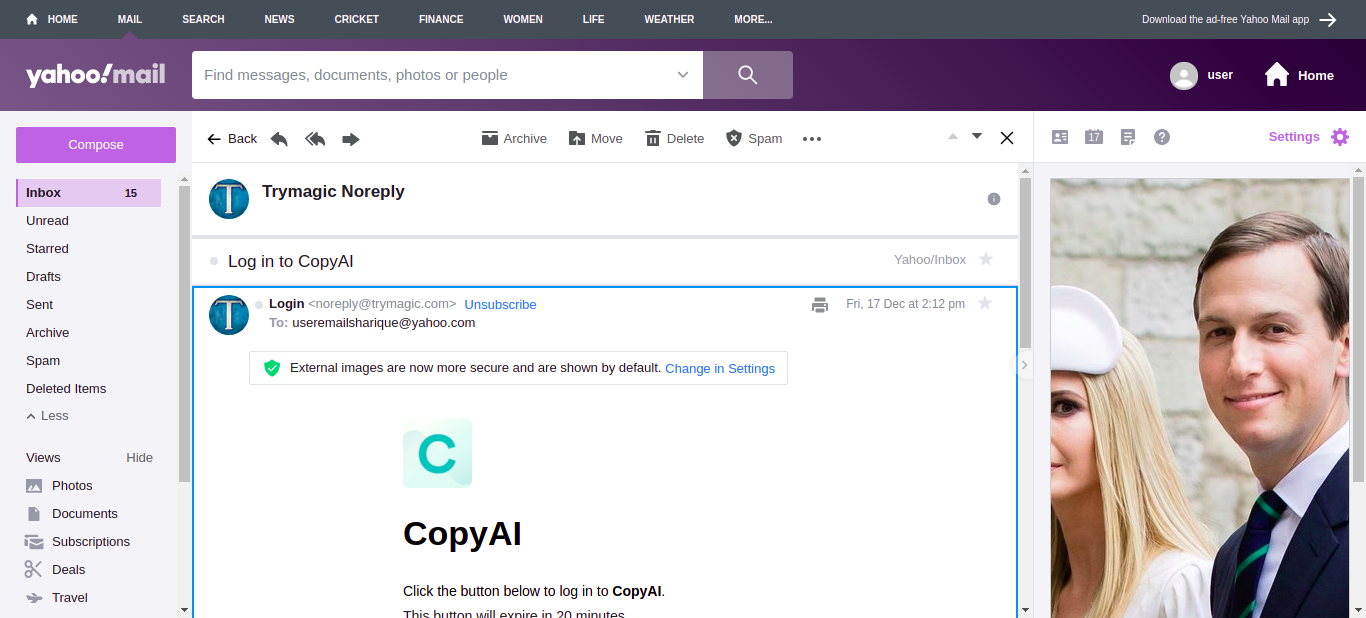 HOME MAIL SEARCH NEWS CRICKET FINANCE WOMEN LIFE WEATHER MORE... Download the ad-free Yahoo Mail app
yahoo!mail Find messages, documents, photos or people user Home
Compose Back Archive Move Delete Spam 17 Settings
Inbox 15
Unread
Starred
Drafts
Sent
Archive
Spam
Deleted Items
Less
Views Hide
Photos
Documents
Subscriptions
Deals
Travel
T Trymagic Noreply
Log in to CopyAI Yahoo/Inbox
T Login <noreply@trymagic.com> Unsubscribe Fri, 17 Dec at 2:12 pm
To: useremailsharique@yahoo.com
External images are now more secure and are shown by default. Change in Settings
C
CopyAI
Click the button below to log in to CopyAI.
This button will expire in 20 minutes.